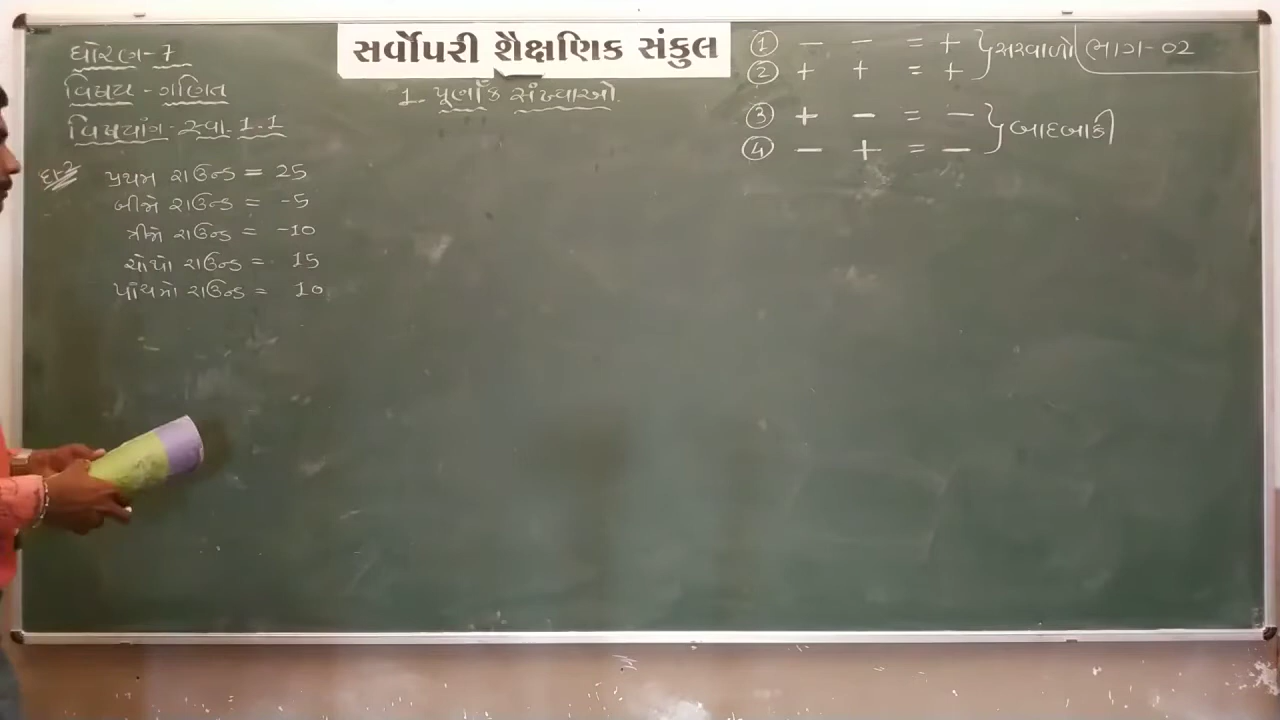 સર્વોપરી શૈક્ષણિક સંકુલ
ધોરણ-7
વિષય - ગણિત
વિષયાંગ - સ્વા. 1.1
1. પૂર્ણાંક સંખ્યાઓ.
ભાગ-02
① - - = +
② + + = +
} સરવાળો
③ + - = -
④ - + = -
} બાદબાકી
પ્રથમ રાઉન્ડ = 25
બીજો રાઉન્ડ = -5
ત્રીજો રાઉન્ડ = -10
ચોથો રાઉન્ડ = 15
પાંચમો રાઉન્ડ = 10